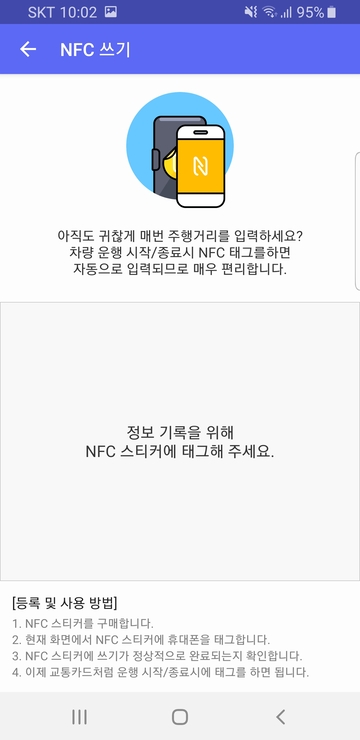 SKT 10:02 95%
NFC 쓰기
아직도 귀찮게 매번 주행거리를 입력하세요?
차량 운행 시작/종료시 NFC 태그를하면
자동으로 입력되므로 매우 편리합니다.
정보 기록을 위해
NFC 스티커에 태그해 주세요.
[등록 및 사용 방법]
1. NFC 스티커를 구매합니다.
2. 현재 화면에서 NFC 스티커에 휴대폰을 태그합니다.
3. NFC 스티커에 쓰기가 정상적으로 완료되는지 확인합니다.
4. 이제 교통카드처럼 운행 시작/종료시에 태그를 하면 됩니다.